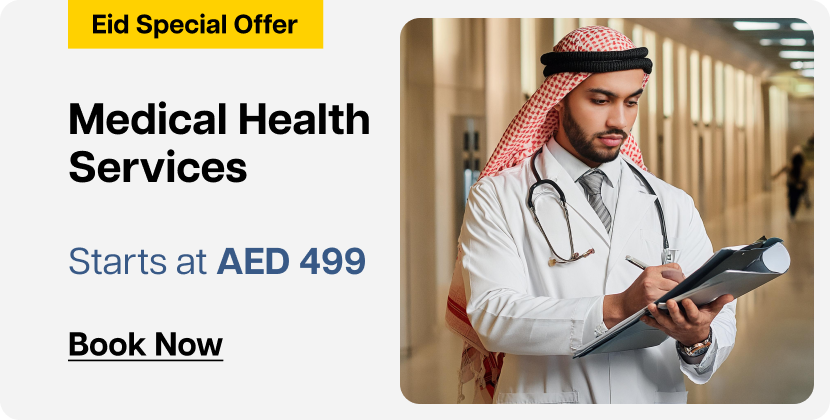 Eid Special Offer
Medical Health
Services
Starts at AED 499
Book Now